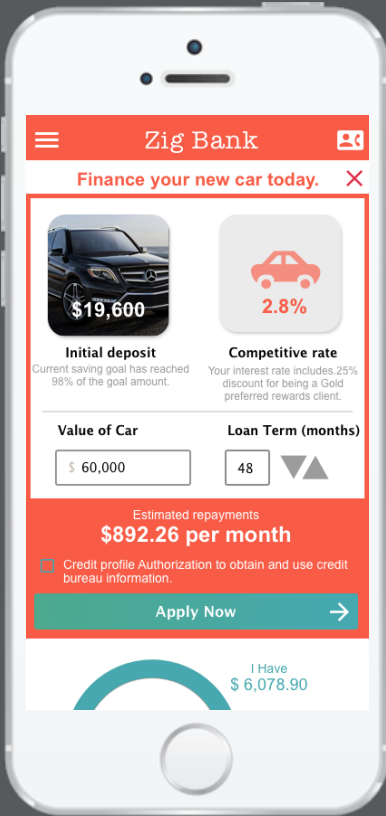 Zig Bank
Finance your new car today.
$19,600
2.8%
Initial deposit
Competitive rate
Current saving goal has reached
98% of the goal amount.
Your interest rate includes.25%
discount for being a Gold
preferred rewards client.
Value of Car
Loan Term (months)
$ 60,000
48
Estimated repayments
$892.26 per month
Credit profile Authorization to obtain and use credit
bureau information.
Apply Now
I Have
$ 6,078.90